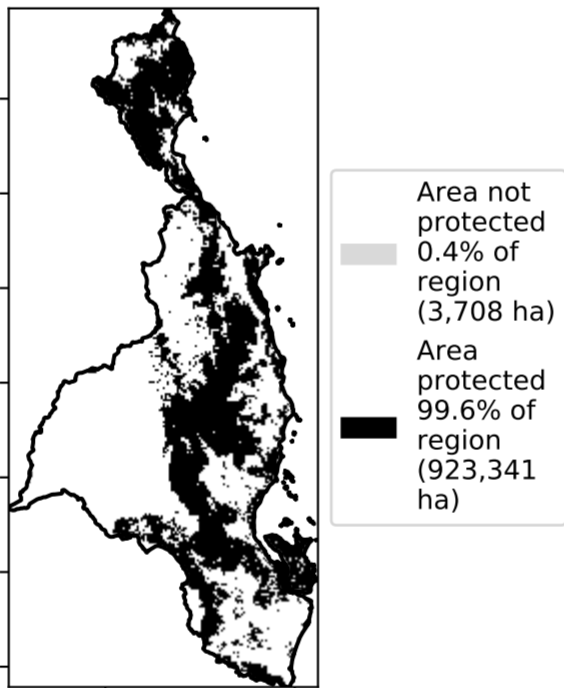 Area not
protected
0.4% of
region
(3,708 ha)
Area
protected
99.6% of
region
(923,341
ha)